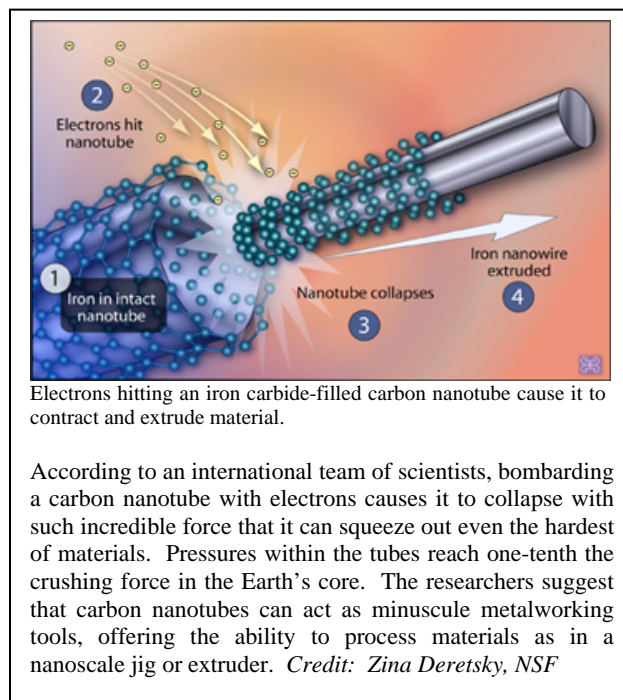 2
Electrons hit
nanotube
1
Iron in intact
nanotube
Nanotube collapses
3
Iron nanowire
extruded
4
Electrons hitting an iron carbide-filled carbon nanotube cause it to
contract and extrude material.
According to an international team of scientists, bombarding
a carbon nanotube with electrons causes it to collapse with
such incredible force that it can squeeze out even the hardest
of materials. Pressures within the tubes reach one-tenth the
crushing force in the Earth's core. The researchers suggest
that carbon nanotubes can act as minuscule metalworking
tools, offering the ability to process materials as in a
nanoscale jig or extruder. Credit: Zina Deretsky, NSF